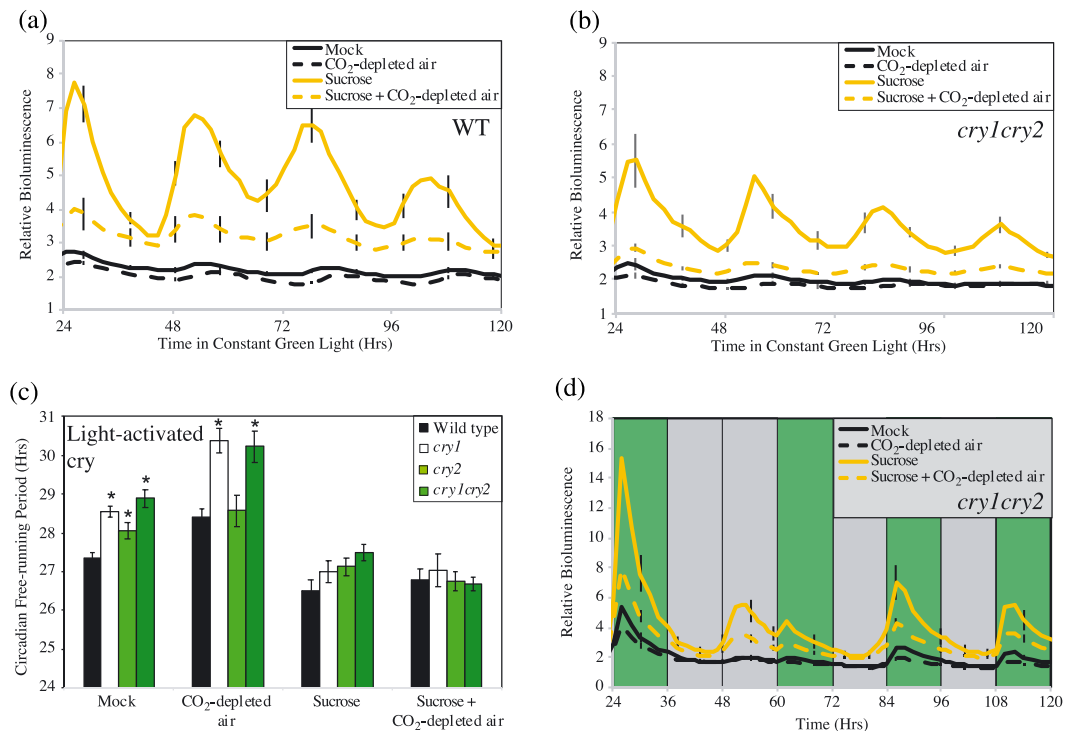 (a)
9
8
7
6
5
4
3
2
1
Relative Bioluminescence
Mock
CO₂-depleted air
Sucrose
Sucrose + CO₂-depleted air
WT
24 48 72 96 120
Time in Constant Green Light (Hrs)
(b)
9
8
7
6
5
4
3
2
1
Relative Bioluminescence
Mock
CO₂-depleted air
Sucrose
Sucrose + CO₂-depleted air
cry1cry2
24 48 72 96 120
Time in Constant Green Light (Hrs)
(c)
31
30
29
28
27
26
25
24
Circadian Free-running Period (Hrs)
Light-activated
cry
Wild type
cry1
cry2
cry1cry2
* * *
* *
Mock
CO₂-depleted
air
Sucrose
Sucrose +
CO₂-depleted air
(d)
18
16
14
12
10
8
6
4
2
0
Relative Bioluminescence
Mock
CO₂-depleted air
Sucrose
Sucrose + CO₂-depleted air
cry1cry2
24 36 48 60 72 84 96 108 120
Time (Hrs)